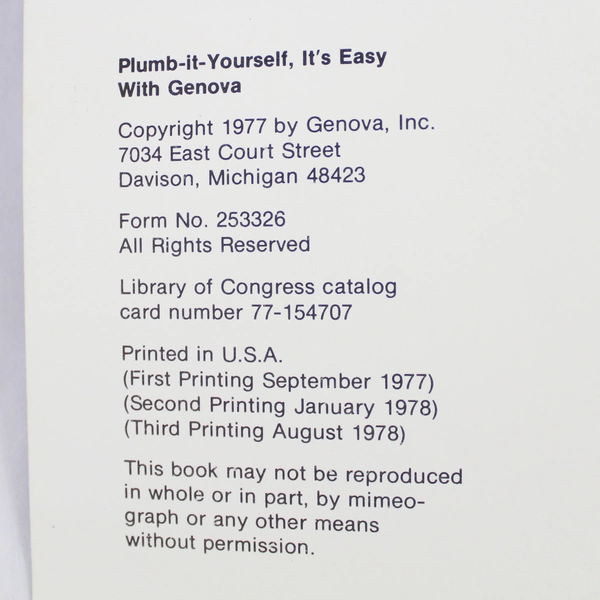 Plumb-it-Yourself, It's Easy
With Genova
Copyright 1977 by Genova, Inc.
7034 East Court Street
Davison, Michigan 48423
Form No. 253326
All Rights Reserved
Library of Congress catalog
card number 77-154707
Printed in U.S.A.
(First Printing September 1977)
(Second Printing January 1978)
(Third Printing August 1978)
This book may not be reproduced
in whole or in part, by mimeo-
graph or any other means
without permission.